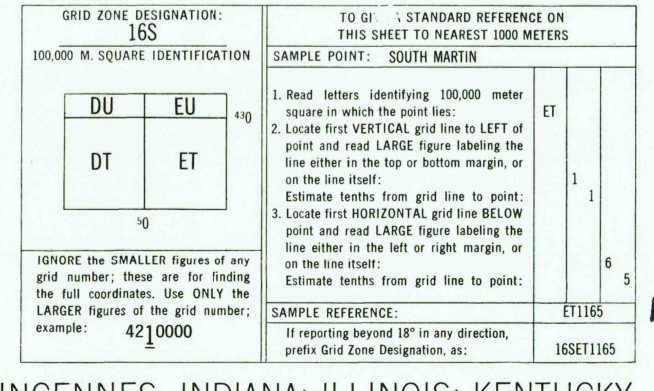 GRID ZONE DESIGNATION:
16S
100,000 M. SQUARE IDENTIFICATION
DU EU 430
DT ET
50
IGNORE the SMALLER figures of any
grid number; these are for finding
the full coordinates. Use ONLY the
LARGER figures of the grid number;
example: 4210000
TO A STANDARD REFERENCE ON
THIS SHEET TO NEAREST 1000 METERS
SAMPLE POINT: SOUTH MARTIN
1. Read letters identifying 100,000 meter
square in which the point lies: ET
2. Locate first VERTICAL grid line to LEFT of
point and read LARGE figure labeling the
line either in the top or bottom margin, or
on the line itself: 1
Estimate tenths from grid line to point: 1
3. Locate first HORIZONTAL grid line BELOW
point and read LARGE figure labeling the
line either in the left or right margin, or
on the line itself: 6
Estimate tenths from grid line to point: 5
SAMPLE REFERENCE: ET1165
If reporting beyond 18° in any direction,
prefix Grid Zone Designation, as: 16SET1165
INCENNES, INDIANA; ILLINOIS; KENTUCKY